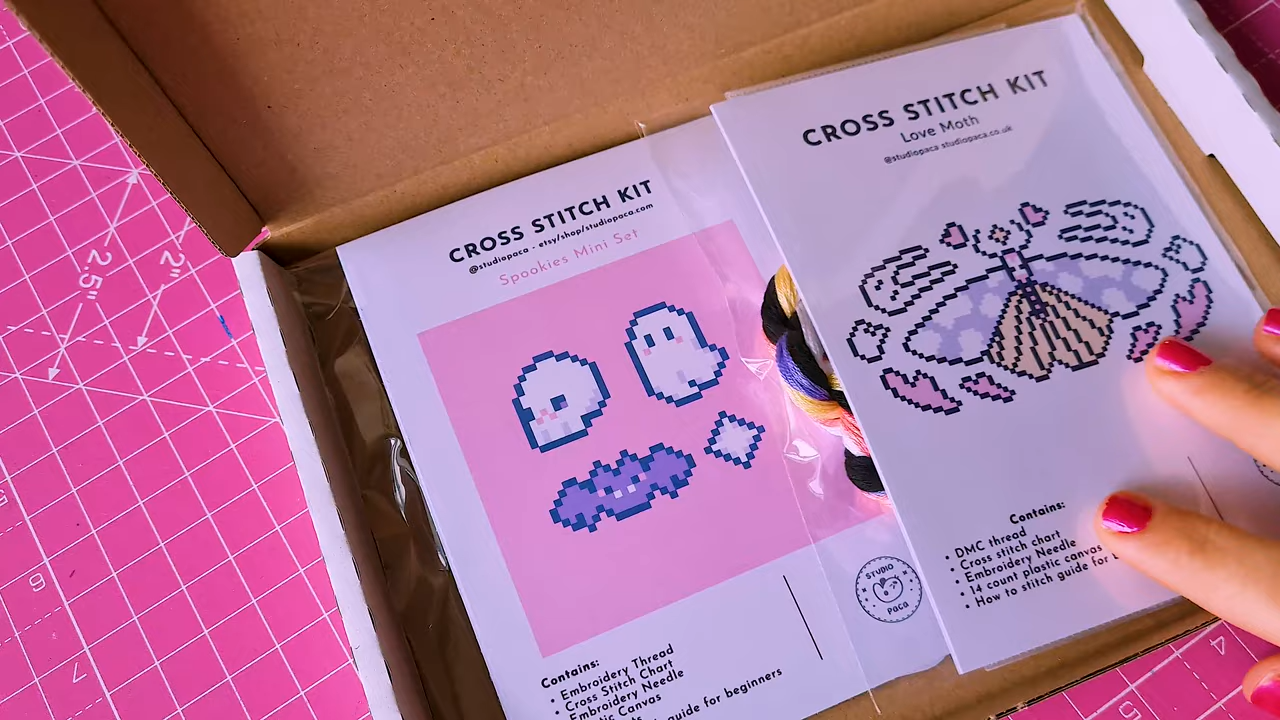 CROSS STITCH KIT
@studiopaca - etsy/shop/studiopaca.com
Spookies Mini Set
Contains:
• Embroidery Thread
• Cross Stitch Chart
Embroidery Needle
Canvas
guide for beginners
STUDIO
PACA
CROSS STITCH KIT
Love Moth
@studiopaca studiopaca.co.uk
Contains:
• DMC thread
• Cross stitch chart
• Embroidery Needle
• 14 count plastic canvas
• How to stitch guide for
2.5"
2"
6
7
4
5